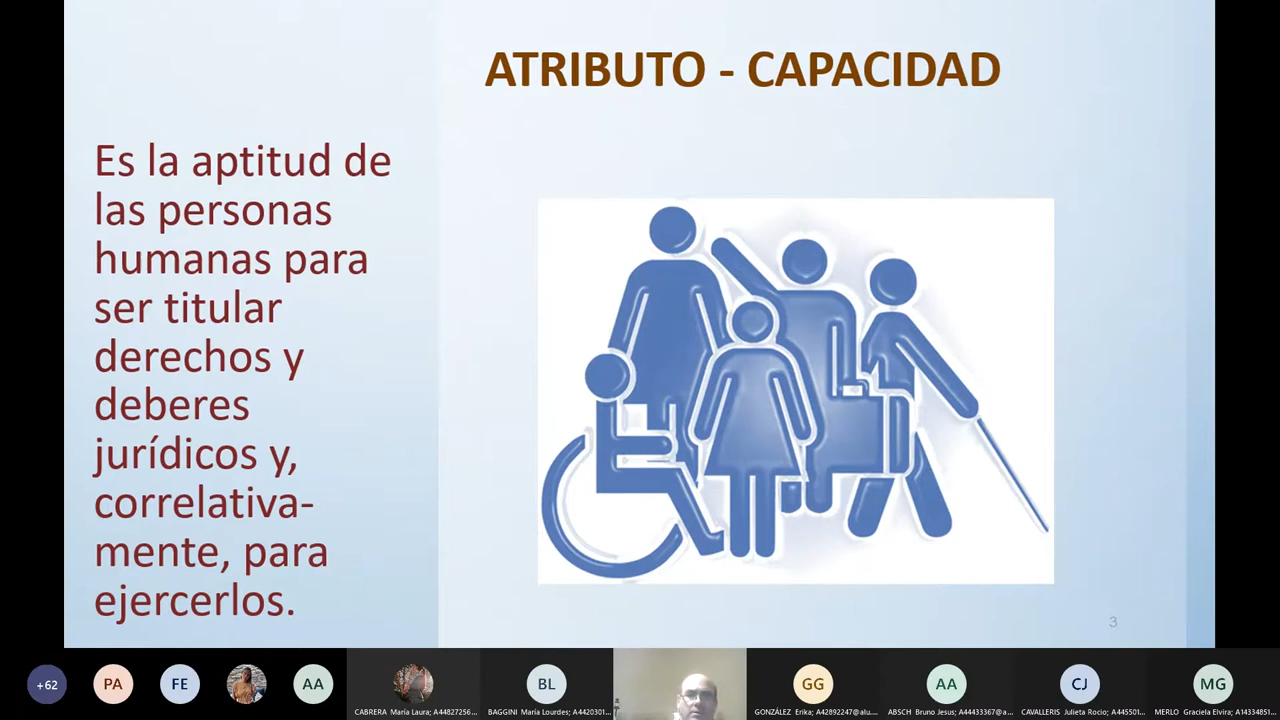 ATRIBUTO - CAPACIDAD
Es la aptitud de
las personas
humanas para
ser titular
derechos y
deberes
jurídicos y,
correlativa-
mente, para
ejercerlos.
3
+62
PA
FE
AA
BL
GG
AA
CJ
MG
CABRERA María Laura; A44827256...
BAGGINI María Lourdes; A4420301...
GONZÁLEZ Erika; A42892247@alu...
ABSCH Bruno Jesus; A44433367@a...
CAVALLERIS Julieta Rocio; A445501...
MERLO Graciela Elvira; A14334851...